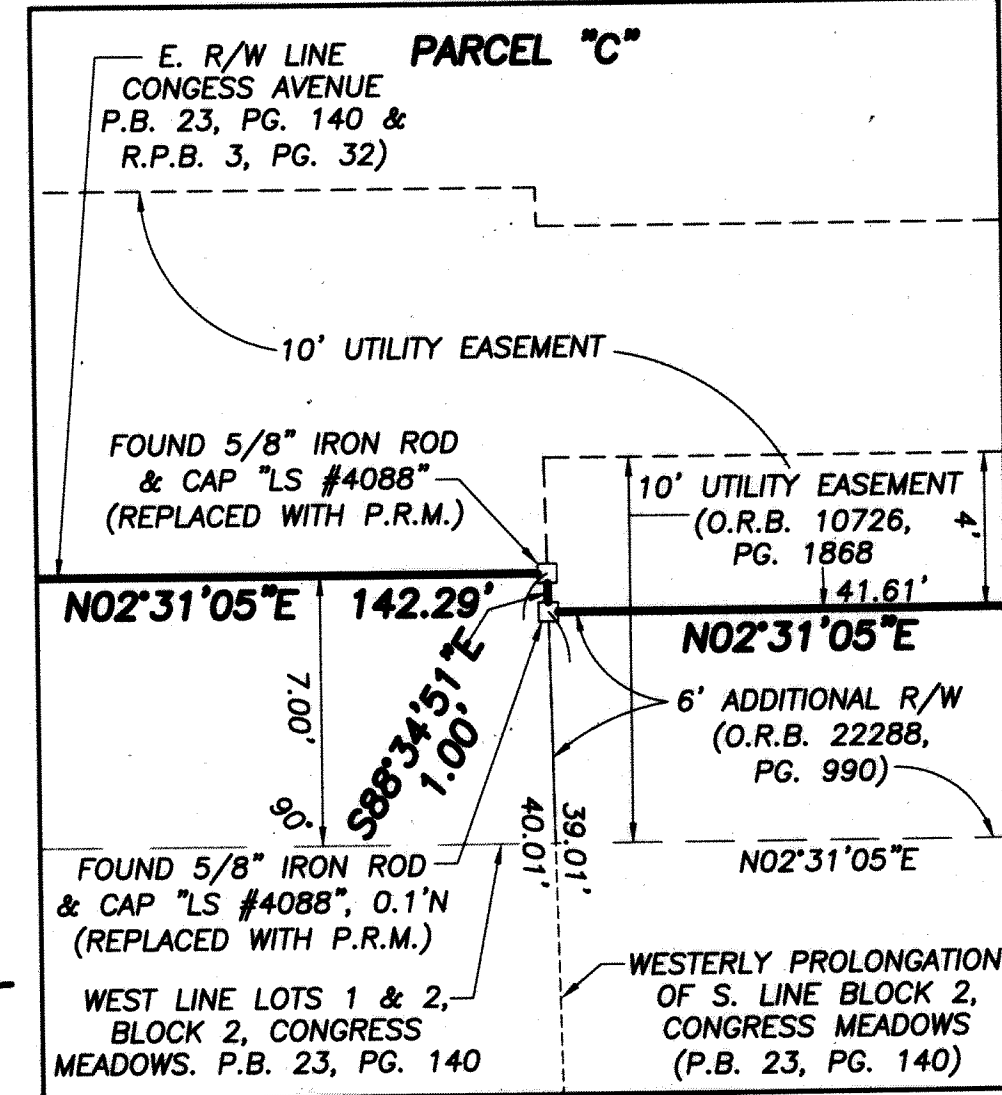 PARCEL "C"
E. R/W LINE
CONGESS AVENUE
P.B. 23, PG. 140 &
R.P.B. 3, PG. 32)
10' UTILITY EASEMENT
FOUND 5/8" IRON ROD
& CAP "LS #4088"
(REPLACED WITH P.R.M.)
10' UTILITY EASEMENT
(O.R.B. 10726,
PG. 1868
4'
41.61'
N02°31'05"E 142.29'
N02°31'05"E
S88°34'51"E
1.00'
7.00'
90°
6' ADDITIONAL R/W
(O.R.B. 22288,
PG. 990)
39.01'
40.01'
N02°31'05"E
FOUND 5/8" IRON ROD
& CAP "LS #4088", 0.1'N
(REPLACED WITH P.R.M.)
WEST LINE LOTS 1 & 2,
BLOCK 2, CONGRESS
MEADOWS. P.B. 23, PG. 140
WESTERLY PROLONGATION
OF S. LINE BLOCK 2,
CONGRESS MEADOWS
(P.B. 23, PG. 140)